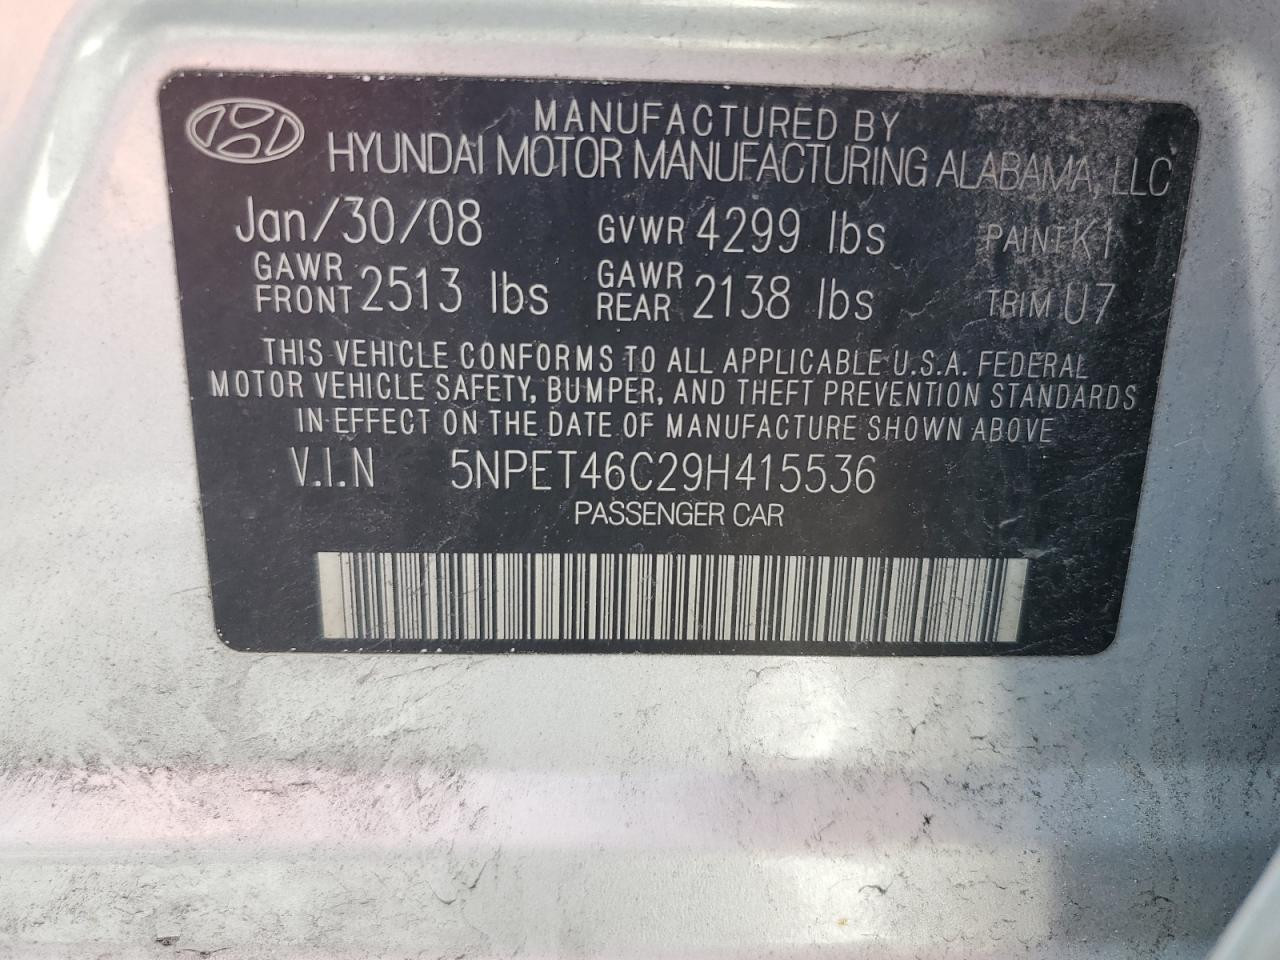 MANUFACTURED BY
HYUNDAI MOTOR MANUFACTURING ALABAMA, LLC
Jan/30/08 GVWR 4299 lbs PAINT K1
GAWR FRONT 2513 lbs GAWR REAR 2138 lbs TRIM U7
THIS VEHICLE CONFORMS TO ALL APPLICABLE U.S.A. FEDERAL
MOTOR VEHICLE SAFETY, BUMPER, AND THEFT PREVENTION STANDARDS
IN EFFECT ON THE DATE OF MANUFACTURE SHOWN ABOVE
V.I.N 5NPET46C29H415536
PASSENGER CAR